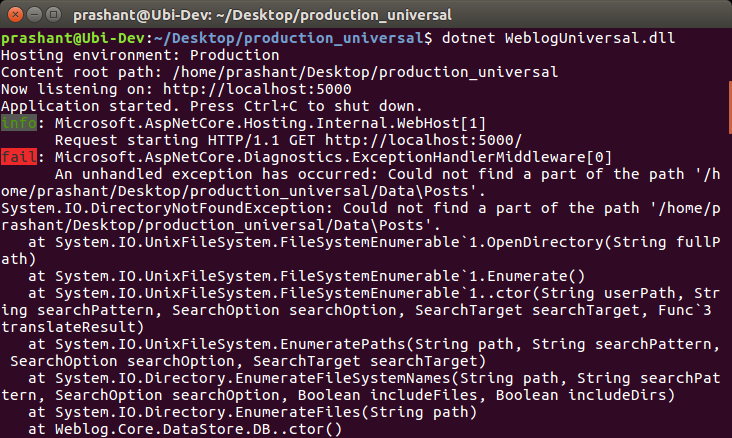 prashant@Ubi-Dev: ~/Desktop/production_universal
prashant@Ubi-Dev:~/Desktop/production_universal$ dotnet WeblogUniversal.dll
Hosting environment: Production
Content root path: /home/prashant/Desktop/production_universal
Now listening on: http://localhost:5000
Application started. Press Ctrl+C to shut down.
info: Microsoft.AspNetCore.Hosting.Internal.WebHost[1]
      Request starting HTTP/1.1 GET http://localhost:5000/
fail: Microsoft.AspNetCore.Diagnostics.ExceptionHandlerMiddleware[0]
      An unhandled exception has occurred: Could not find a part of the path '/h
ome/prashant/Desktop/production_universal/Data\Posts'.
System.IO.DirectoryNotFoundException: Could not find a part of the path '/home/p
rashant/Desktop/production_universal/Data\Posts'.
   at System.IO.UnixFileSystem.FileSystemEnumerable`1.OpenDirectory(String fullP
ath)
   at System.IO.UnixFileSystem.FileSystemEnumerable`1.Enumerate()
   at System.IO.UnixFileSystem.FileSystemEnumerable`1..ctor(String userPath, Str
ing searchPattern, SearchOption searchOption, SearchTarget searchTarget, Func`3 
translateResult)
   at System.IO.UnixFileSystem.EnumeratePaths(String path, String searchPattern,
 SearchOption searchOption, SearchTarget searchTarget)
   at System.IO.Directory.EnumerateFileSystemNames(String path, String searchPat
tern, SearchOption searchOption, Boolean includeFiles, Boolean includeDirs)
   at System.IO.Directory.EnumerateFiles(String path)
   at Weblog.Core.DataStore.DB..ctor()